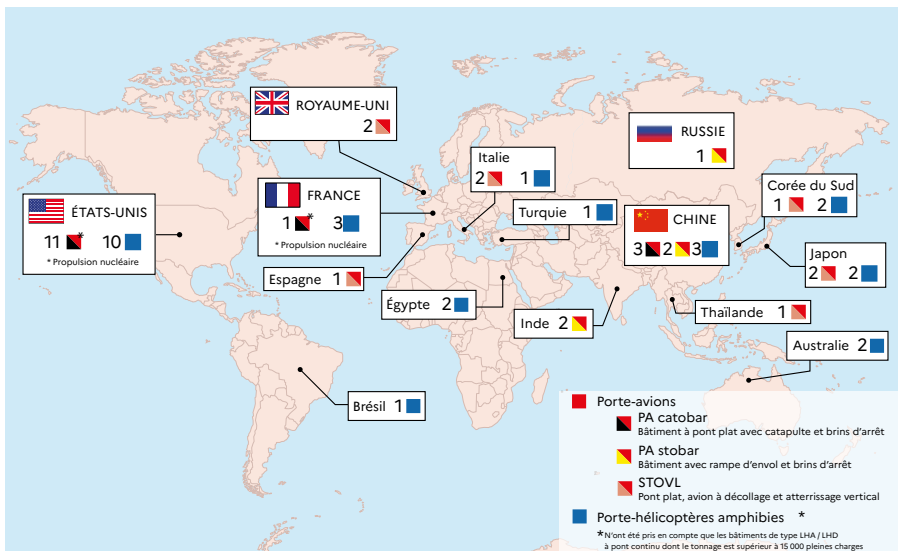 ROYAUME-UNI
2
RUSSIE
1
Italie
2 1
Corée du Sud
1 2
ÉTATS-UNIS
11 * 10
* Propulsion nucléaire
FRANCE
1 * 3
* Propulsion nucléaire
Turquie 1
CHINE
3 2 3
Japon
2 2
Espagne 1
Égypte 2
Inde 2
Thaïlande 1
Australie 2
Brésil 1
Porte-avions
PA catobar
Bâtiment à pont plat avec catapulte et brins d'arrêt
PA stobar
Bâtiment avec rampe d'envol et brins d'arrêt
STOVL
Pont plat, avion à décollage et atterrissage vertical
Porte-hélicoptères amphibies *
*N'ont été pris en compte que les bâtiments de type LHA / LHD
à pont continu dont le tonnage est supérieur à 15 000 pleines charges